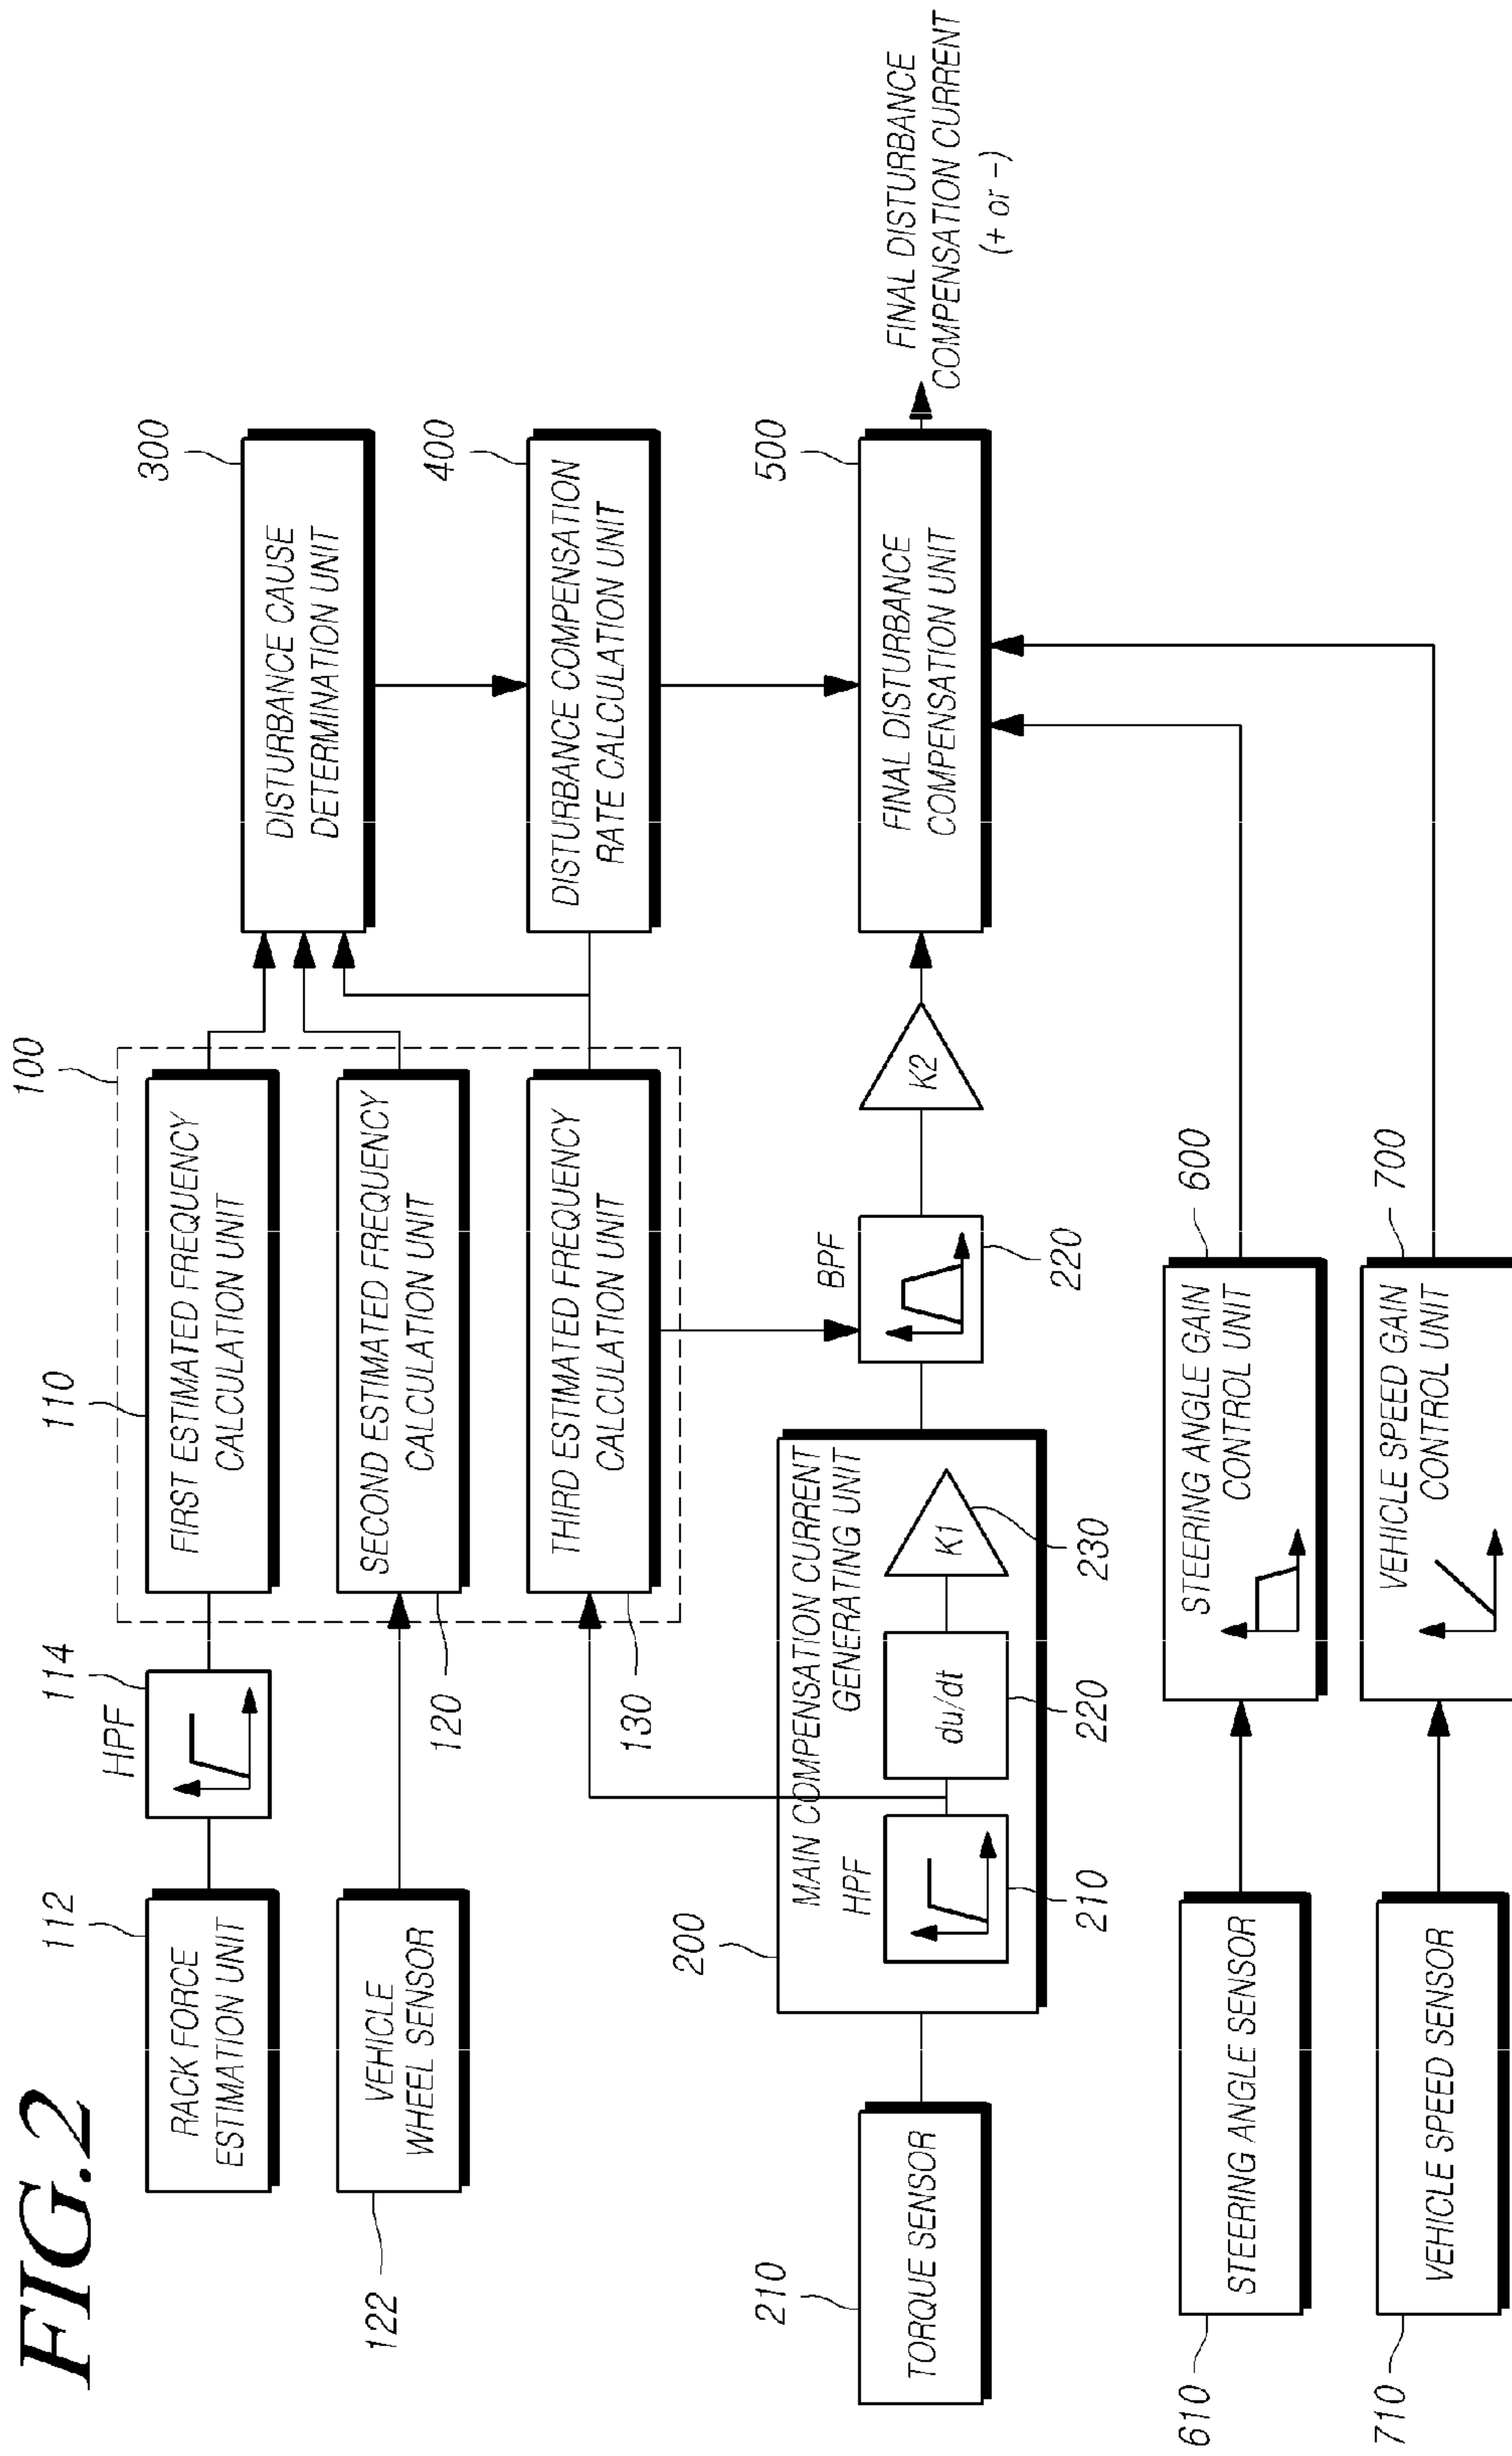 FIG.2
100
110
112
114
HPF
RACK FORCE
ESTIMATION UNIT
FIRST ESTIMATED FREQUENCY
CALCULATION UNIT
300
DISTURBANCE CAUSE
DETERMINATION UNIT
122
VEHICLE
WHEEL SENSOR
120
SECOND ESTIMATED FREQUENCY
CALCULATION UNIT
130
THIRD ESTIMATED FREQUENCY
CALCULATION UNIT
400
DISTURBANCE COMPENSATION
RATE CALCULATION UNIT
210
TORQUE SENSOR
200
MAIN COMPENSATION CURRENT
GENERATING UNIT
HPF
210
du/dt
220
K1
230
BPF
220
K2
500
FINAL DISTURBANCE
COMPENSATION UNIT
FINAL DISTURBANCE
COMPENSATION CURRENT
(+ or -)
610
STEERING ANGLE SENSOR
STEERING ANGLE GAIN
CONTROL UNIT
600
710
VEHICLE SPEED SENSOR
VEHICLE SPEED GAIN
CONTROL UNIT
700